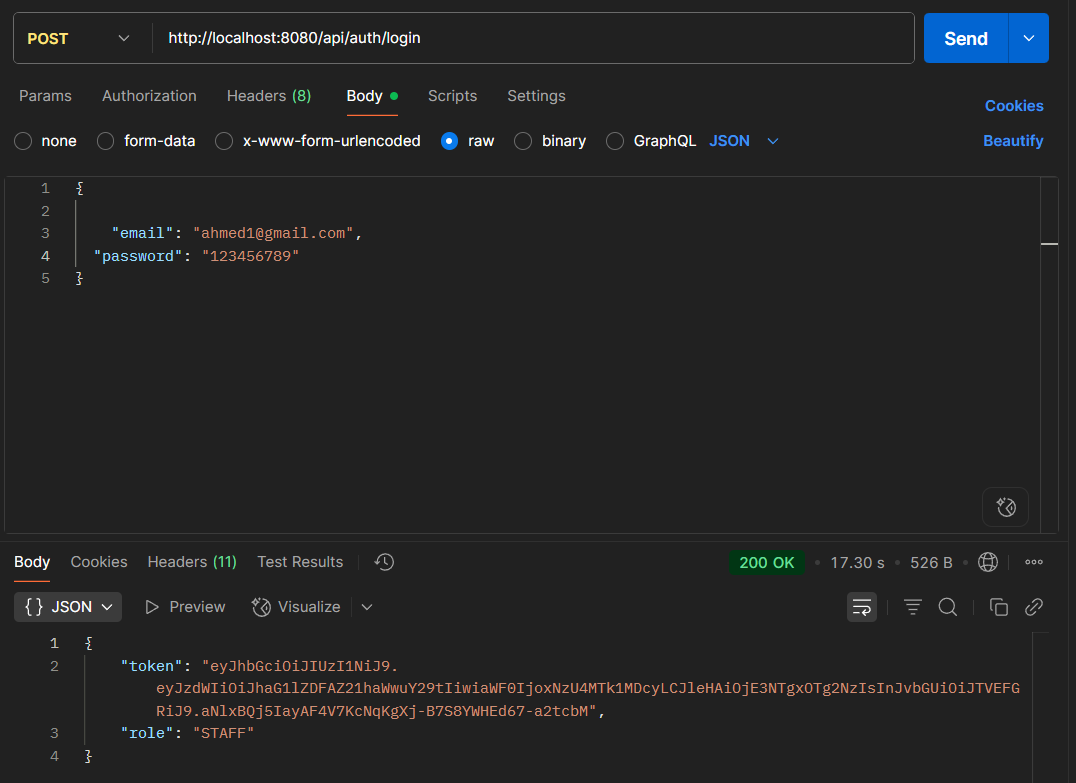 POST http://localhost:8080/api/auth/login Send
Params Authorization Headers (8) Body Scripts Settings Cookies
none form-data x-www-form-urlencoded raw binary GraphQL JSON Beautify
1 {
2
3 "email": "ahmed1@gmail.com",
4 "password": "123456789"
5 }
Body Cookies Headers (11) Test Results 200 OK • 17.30 s • 526 B •
{} JSON Preview Visualize
1 {
2 "token": "eyJhbGciOiJIUzI1NiJ9.
eyJzdWIiOiJhaG1lZDFAZ21haWwuY29tIiwiaWF0IjoxNzU4MTk1MDcyLCJleHAiOjE3NTgxOTg2NzIsInJvbGUiOiJTVEFG
RiJ9.aNlxBQj5IayAF4V7KcNqKgXj-B7S8YWHEd67-a2tcbM",
3 "role": "STAFF"
4 }